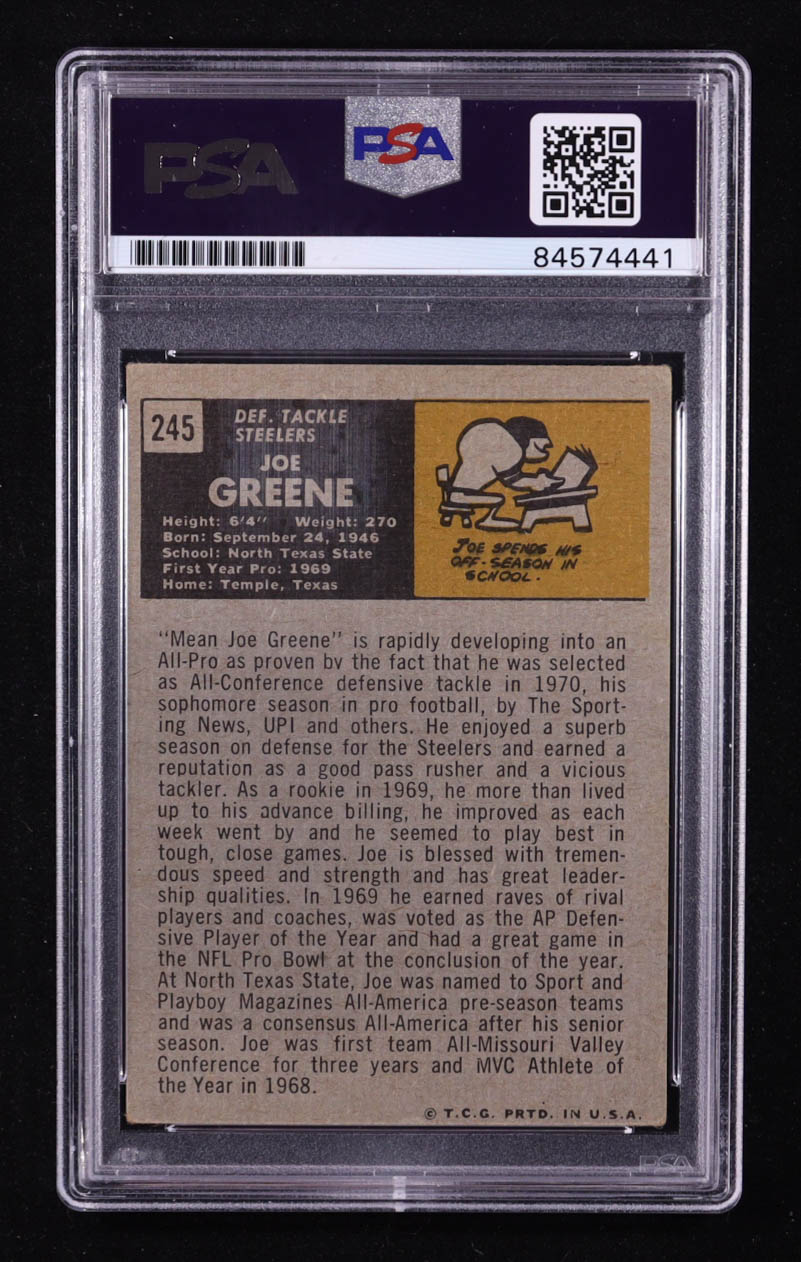 PSA
PSA
84574441
245
DEF. TACKLE
STEELERS
JOE
GREENE
Height: 6'4" Weight: 270
Born: September 24, 1946
School: North Texas State
First Year Pro: 1969
Home: Temple, Texas
JOE SPENDS HIS
OFF-SEASON IN
SCHOOL.
"Mean Joe Greene" is rapidly developing into an
All-Pro as proven by the fact that he was selected
as All-Conference defensive tackle in 1970, his
sophomore season in pro football, by The Sport-
ing News, UPI and others. He enjoyed a superb
season on defense for the Steelers and earned a
reputation as a good pass rusher and a vicious
tackler. As a rookie in 1969, he more than lived
up to his advance billing, he improved as each
week went by and he seemed to play best in
tough, close games. Joe is blessed with tremen-
dous speed and strength and has great leader-
ship qualities. In 1969 he earned raves of rival
players and coaches, was voted as the AP Defen-
sive Player of the Year and had a great game in
the NFL Pro Bowl at the conclusion of the year.
At North Texas State, Joe was named to Sport and
Playboy Magazines All-America pre-season teams
and was a consensus All-America after his senior
season. Joe was first team All-Missouri Valley
Conference for three years and MVC Athlete of
the Year in 1968.
© T.C.G. PRTD. IN U.S.A.
PSA